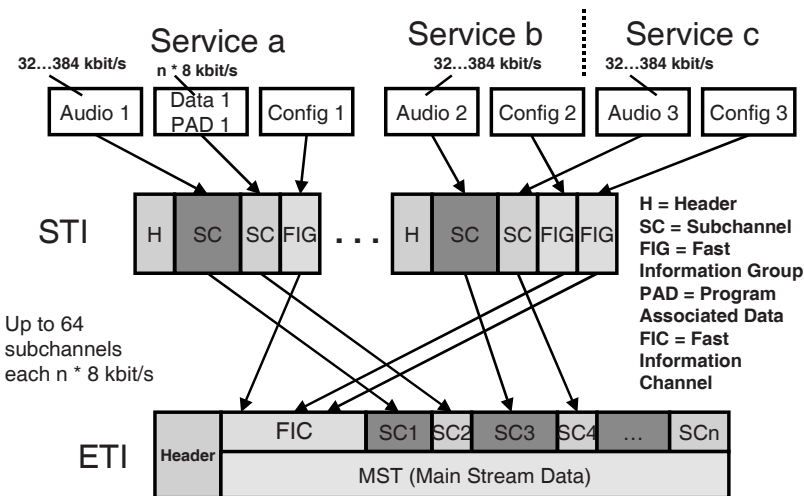 Service a
Service b
Service c
32...384 kbit/s
n * 8 kbit/s
32...384 kbit/s
32...384 kbit/s
Audio 1
Data 1
PAD 1
Config 1
Audio 2
Config 2
Audio 3
Config 3
STI
H
SC
SC
FIG
...
H
SC
SC
FIG
FIG
H = Header
SC = Subchannel
FIG = Fast
Information Group
PAD = Program
Associated Data
FIC = Fast
Information
Channel
Up to 64
subchannels
each n * 8 kbit/s
ETI
Header
FIC
SC1
SC2
SC3
SC4
...
SCn
MST (Main Stream Data)